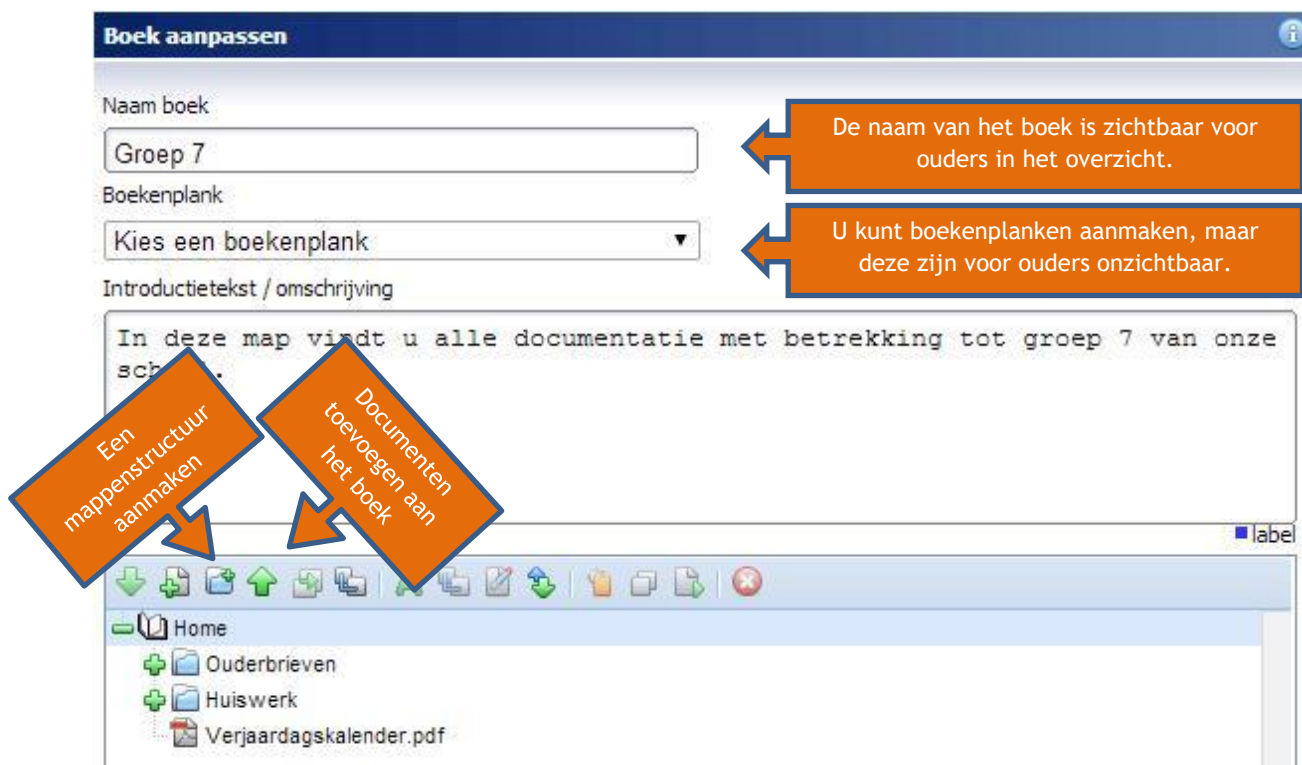 Boek aanpassen
Naam boek
Groep 7
De naam van het boek is zichtbaar voor
ouders in het overzicht.
Boekenplank
Kies een boekenplank
U kunt boekenplanken aanmaken, maar
deze zijn voor ouders onzichtbaar.
Introductietekst / omschrijving
In deze map vindt u alle documentatie met betrekking tot groep 7 van onze
Een
mappenstructuur
aanmaken
Documenten
toevoegen aan
het boek
label
Home
Ouderbrieven
Huiswerk
Verjaardagskalender.pdf